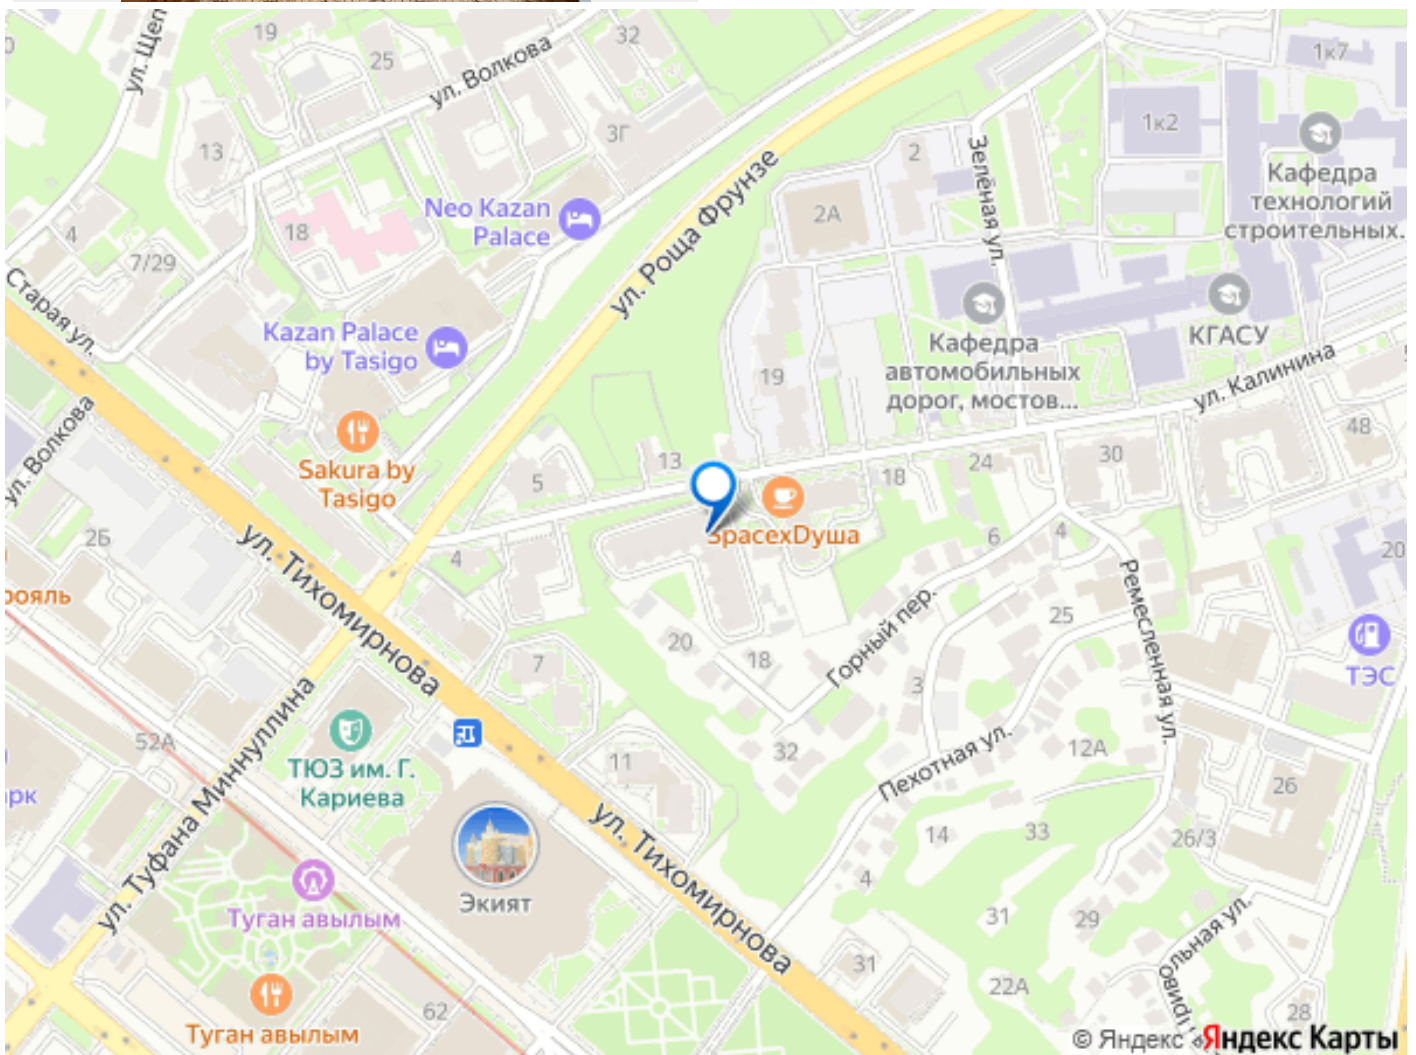 ул. Щеп
19
25
ул. Волкова
32
3Г
13
18
4
7/29
Старая ул.
Neo Kazan
Palace
Kazan Palace
by Tasigo
Sakura by
Tasigo
ул. Роща Фрунзе
2
2А
Зелёная ул.
1к2
1к7
Кафедра
технологий
строительных...
Кафедра
автомобильных
дорог, мостов...
КГАСУ
ул. Калинина
19
13
5
4
18
24
30
48
SpaceхDуша
ул. Волкова
2Б
рояль
ул. Тихомирнова
7
20
18
6
4
Горный пер.
25
3
Ремесленная ул.
20
ТЭС
32
Пехотная ул.
12А
26
26/3
14
33
4
31
29
31
22А
28
ул. Туфана Миннуллина
52А
арк
ТЮЗ им. Г.
Кариева
11
Экият
ул. Тихомирнова
Туган авылым
Туган авылым
62
© Яндекс
Яндекс Карты